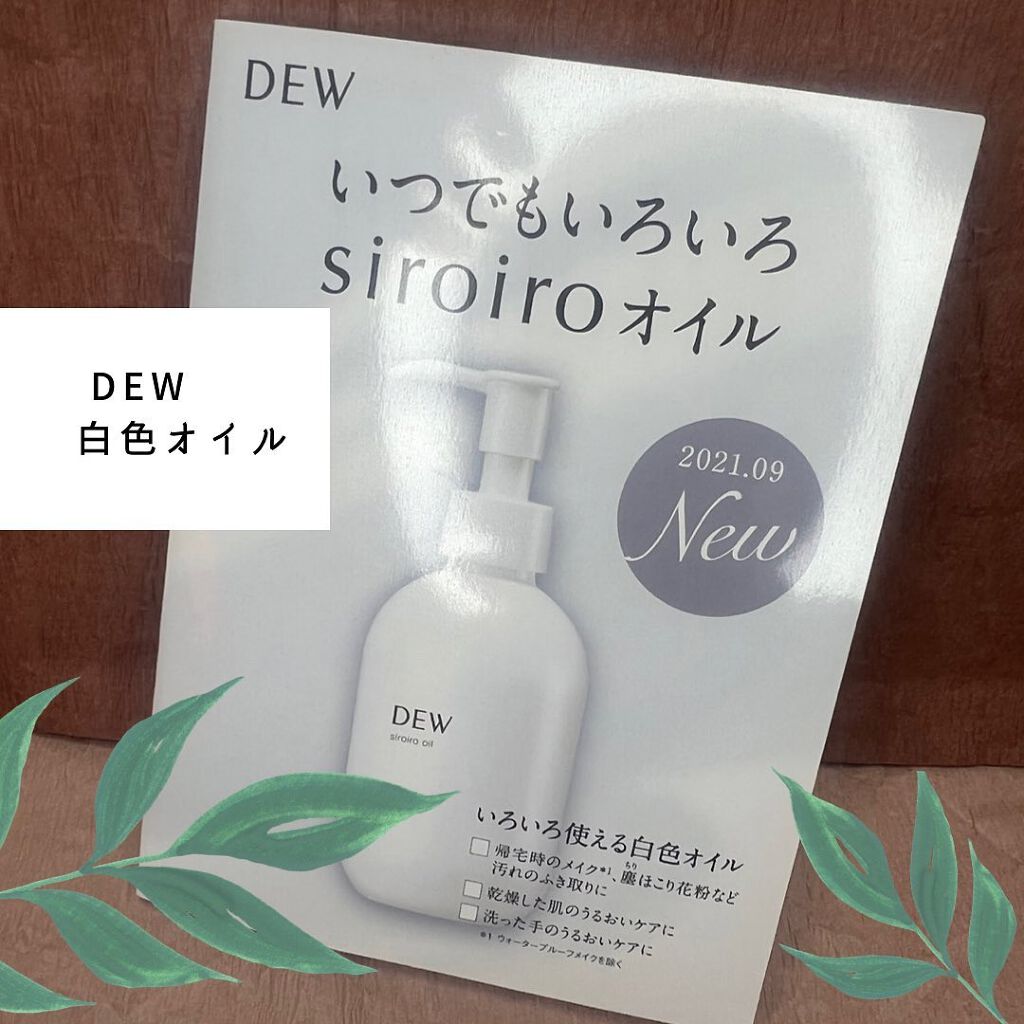 DEW
いつでもいろいろ
siroiroオイル
DEW
白色オイル
2021.09
New
DEW
siroiro oil
いろいろ使える白色オイル
帰宅時のメイク※1、塵ほこり花粉など
ちり
汚れのふき取りに
乾燥した肌のうるおいケアに
洗った手のうるおいケアに
※1 ウォータープルーフメイクを除く